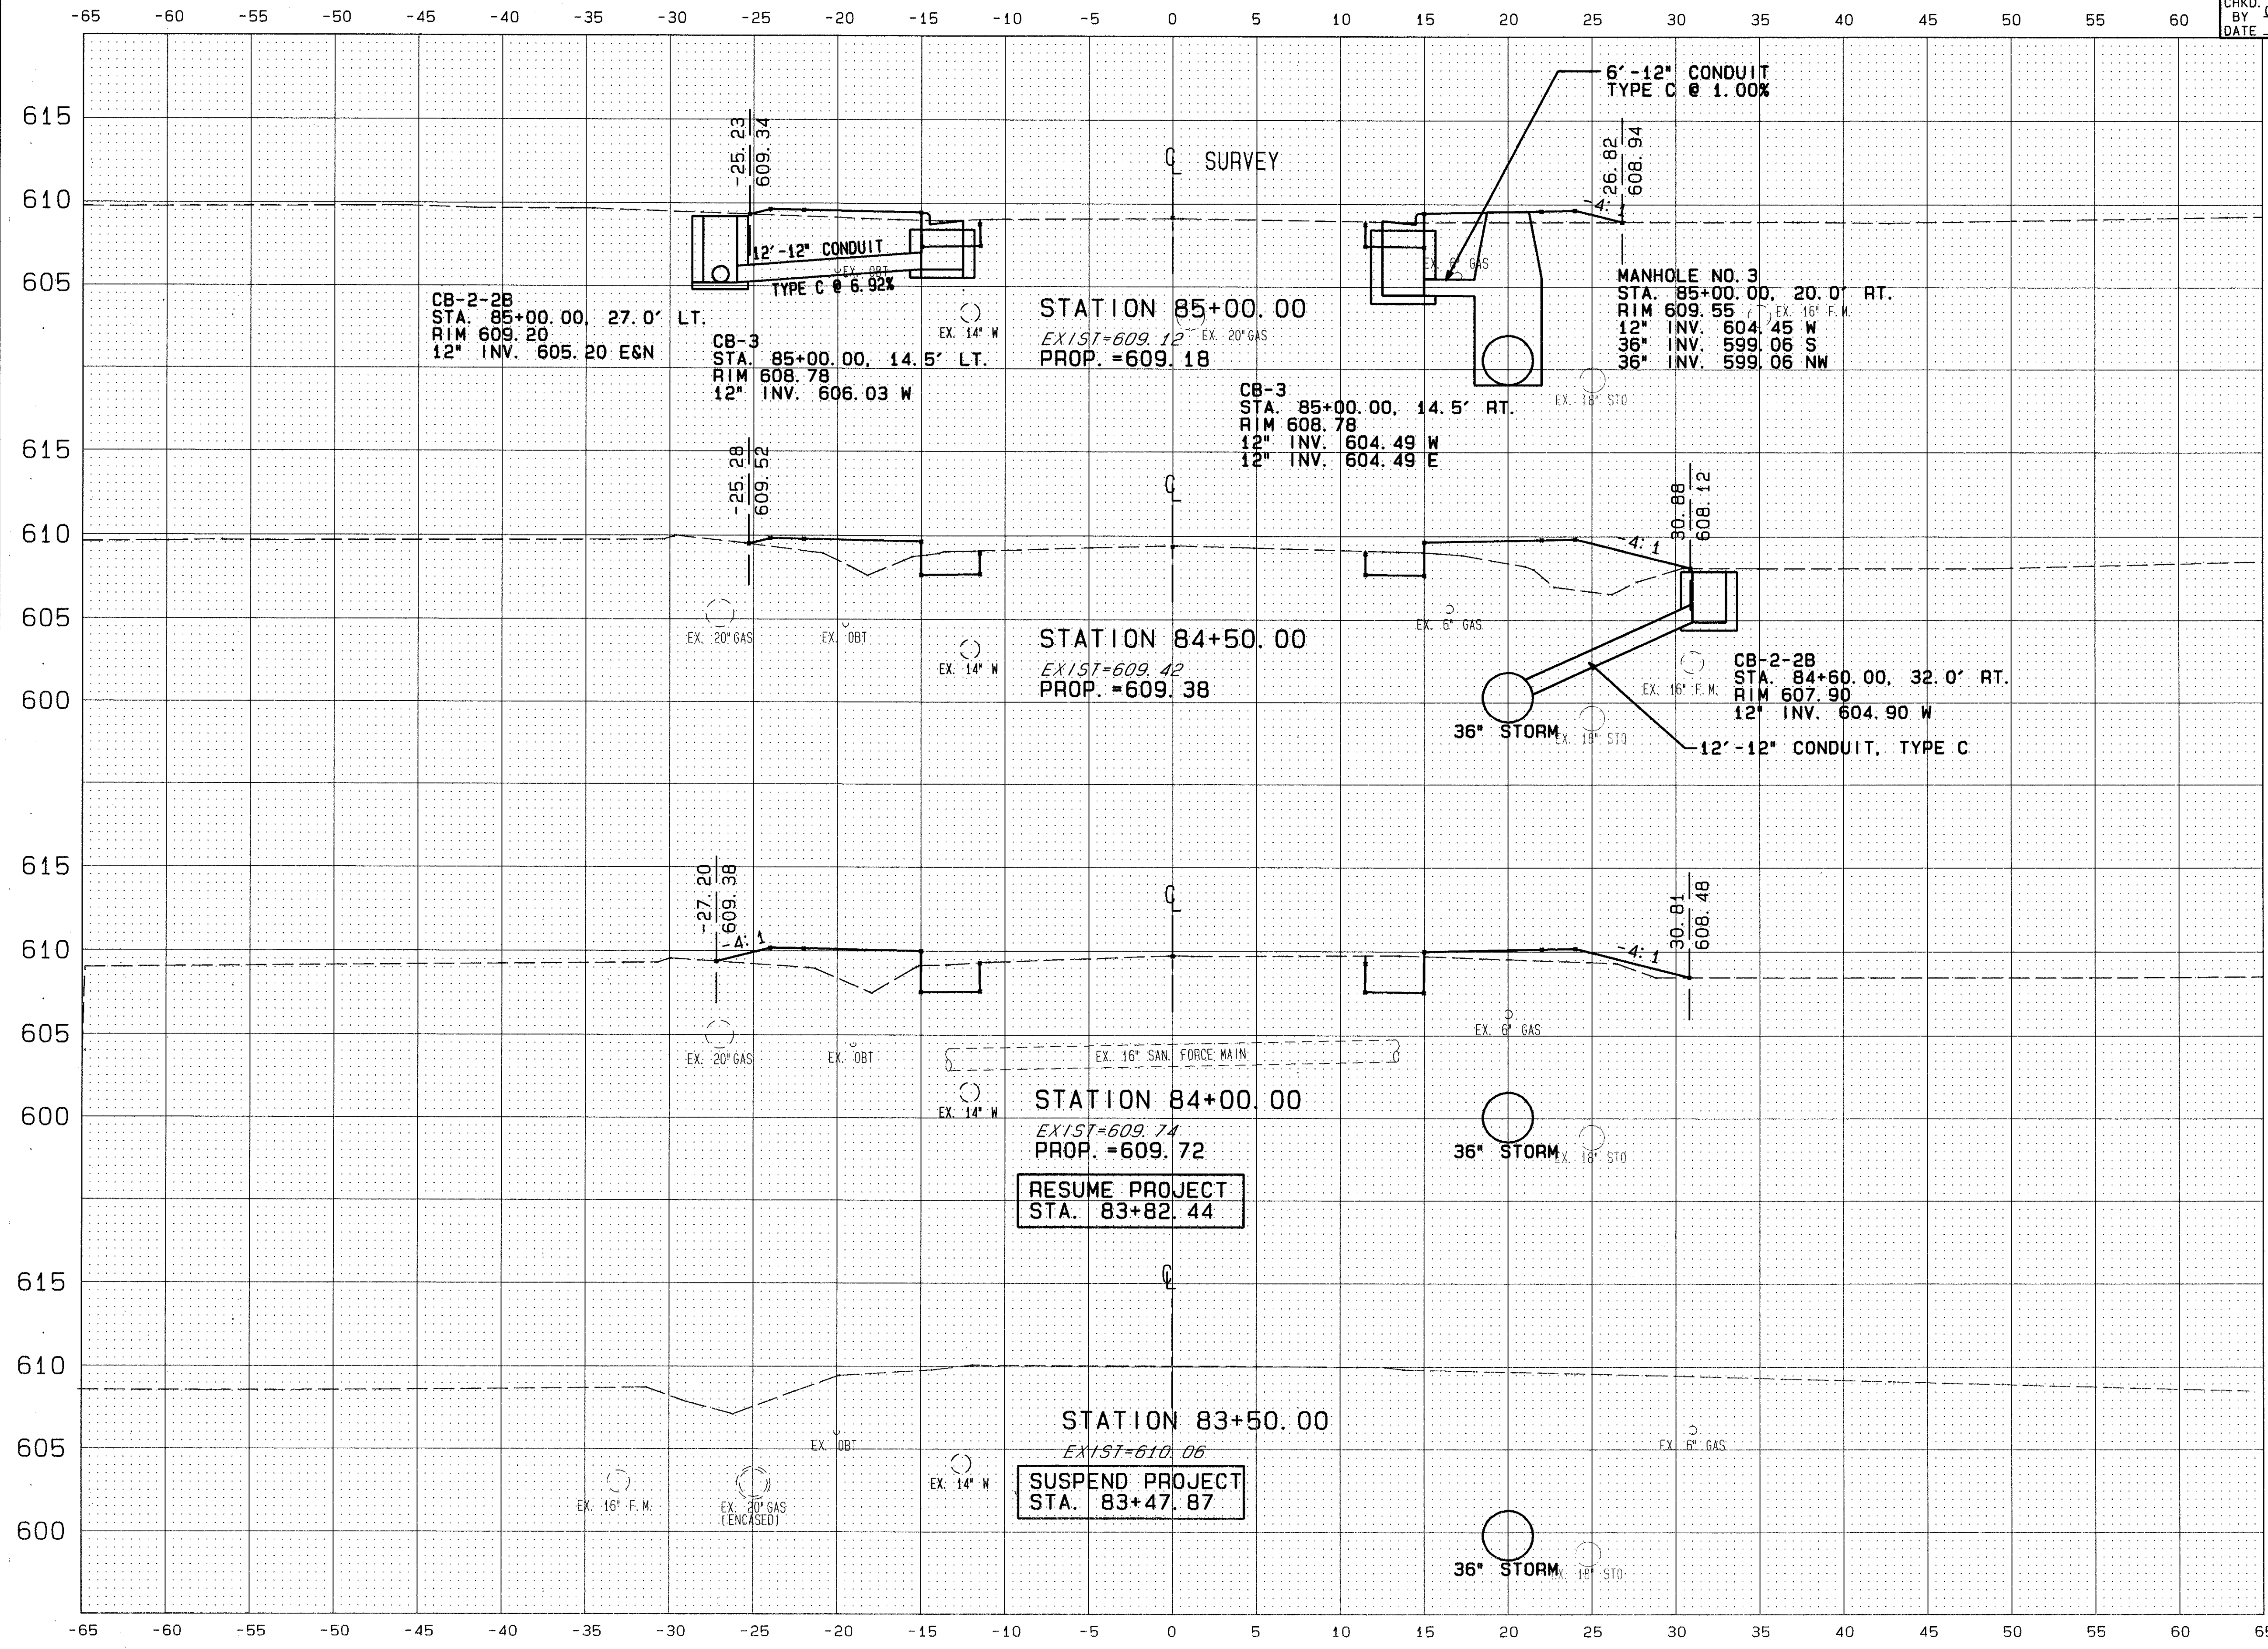 -65 -60 -55 -50 -45 -40 -35 -30 -25 -20 -15 -10 -5 0 5 10 15 20 25 30 35 40 45 50 55 60
CHKD.
BY
DATE
6'-12" CONDUIT
TYPE C @ 1.00%
615
-25.23
609.34
℄ SURVEY
26.82
608.94
610
-4:1
12'-12" CONDUIT
EX. OBT
TYPE C @ 6.92%
EX. 6" GAS
605
CB-2-2B
STA. 85+00.00, 27.0' LT.
RIM 609.20
12" INV. 605.20 E&N
CB-3
STA. 85+00.00, 14.5' LT.
RIM 608.78
12" INV. 606.03 W
EX. 14" W
STATION 85+00.00
EXIST=609.12
EX. 20" GAS
PROP.=609.18
MANHOLE NO. 3
STA. 85+00.00, 20.0' RT.
RIM 609.55
EX. 16" F.M.
12" INV. 604.45 W
36" INV. 599.06 S
36" INV. 599.06 NW
EX. 18" STO
CB-3
STA. 85+00.00, 14.5' RT.
RIM 608.78
12" INV. 604.49 W
12" INV. 604.49 E
615
-25.28
609.52
℄
30.88
608.12
610
-4:1
605
EX. 20" GAS
EX. OBT
EX. 14" W
STATION 84+50.00
EXIST=609.42
PROP.=609.38
EX. 6" GAS
CB-2-2B
STA. 84+60.00, 32.0' RT.
RIM 607.90
12" INV. 604.90 W
EX. 16" F.M.
600
36" STORM
EX. 18" STO
12'-12" CONDUIT, TYPE C
615
-27.20
609.38
℄
30.81
608.48
610
-4:1
-4:1
605
EX. 20" GAS
EX. OBT
EX. 16" SAN. FORCE MAIN
EX. 6" GAS
600
EX. 14" W
STATION 84+00.00
EXIST=609.74
PROP.=609.72
36" STORM
EX. 18" STO
RESUME PROJECT
STA. 83+82.44
615
℄
610
STATION 83+50.00
605
EX. OBT
EXIST=610.06
EX. 6" GAS
EX. 16" F.M.
EX. 20" GAS
(ENCASED)
EX. 14" W
SUSPEND PROJECT
STA. 83+47.87
600
36" STORM
EX. 18" STO
-65 -60 -55 -50 -45 -40 -35 -30 -25 -20 -15 -10 -5 0 5 10 15 20 25 30 35 40 45 50 55 60 65